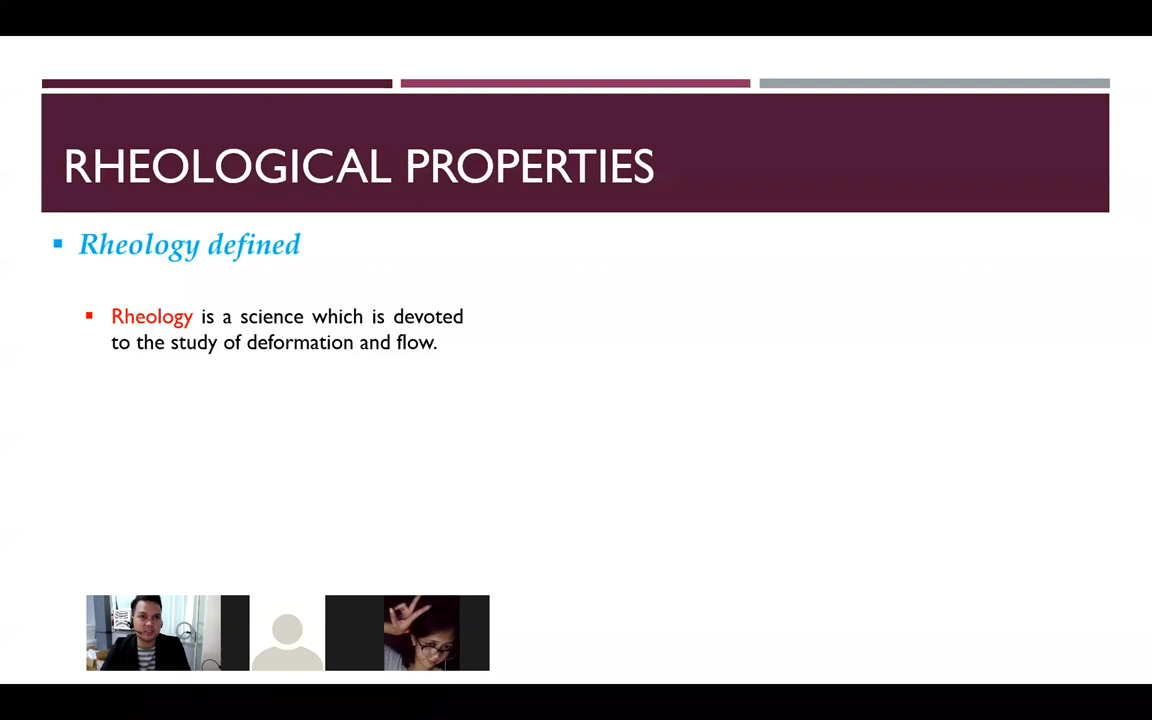 RHEOLOGICAL PROPERTIES
Rheology defined
Rheology is a science which is devoted
to the study of deformation and flow.